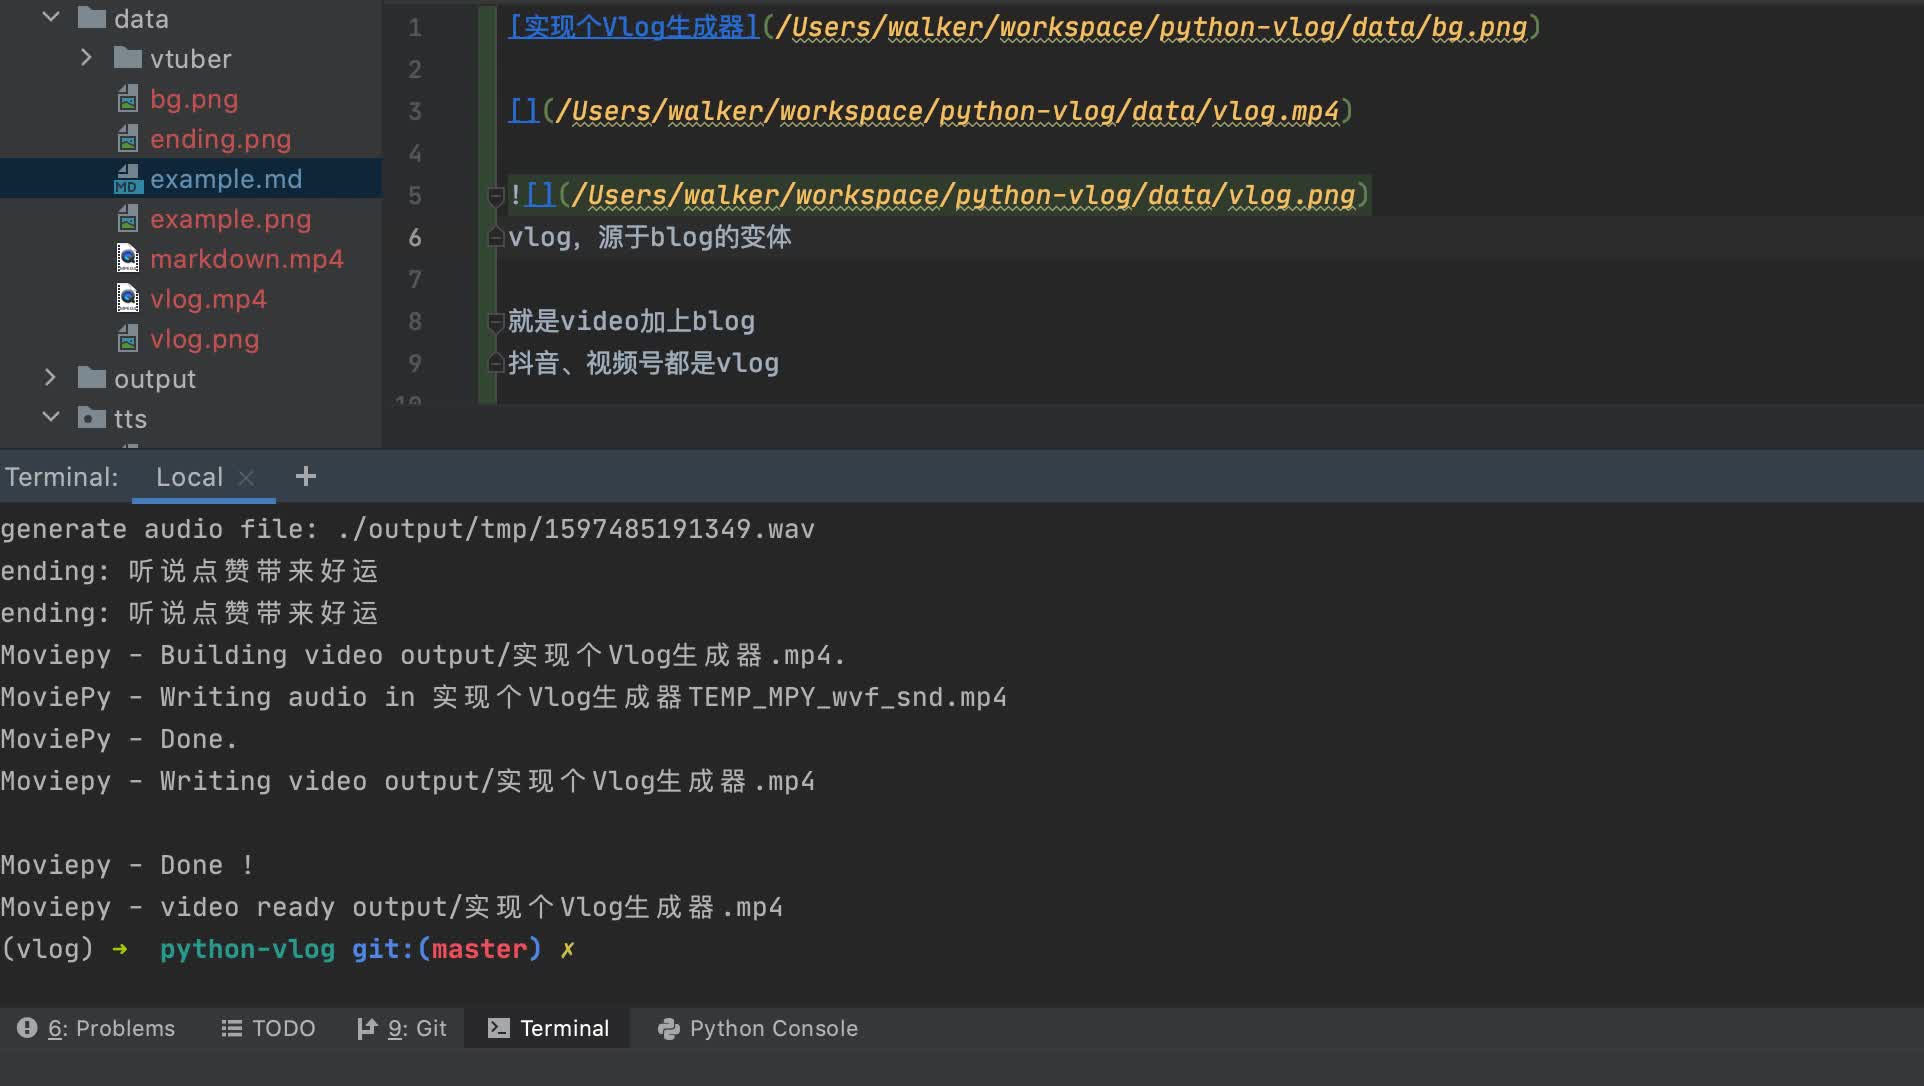 data
vtuber
bg.png
ending.png
example.md
example.png
markdown.mp4
vlog.mp4
vlog.png
output
tts
1 [实现个Vlog生成器](/Users/walker/workspace/python-vlog/data/bg.png)
2
3 [](/Users/walker/workspace/python-vlog/data/vlog.mp4)
4
5 ![](/Users/walker/workspace/python-vlog/data/vlog.png)
6 vlog，源于blog的变体
7
8 就是video加上blog
9 抖音、视频号都是vlog
10
Terminal: Local × +
generate audio file: ./output/tmp/1597485191349.wav
ending: 听说点赞带来好运
ending: 听说点赞带来好运
Moviepy - Building video output/实现个Vlog生成器.mp4.
MoviePy - Writing audio in 实现个Vlog生成器TEMP_MPY_wvf_snd.mp4
MoviePy - Done.
Moviepy - Writing video output/实现个Vlog生成器.mp4
Moviepy - Done !
Moviepy - video ready output/实现个Vlog生成器.mp4
(vlog) ➜ python-vlog git:(master) ✗
6: Problems TODO 9: Git Terminal Python Console